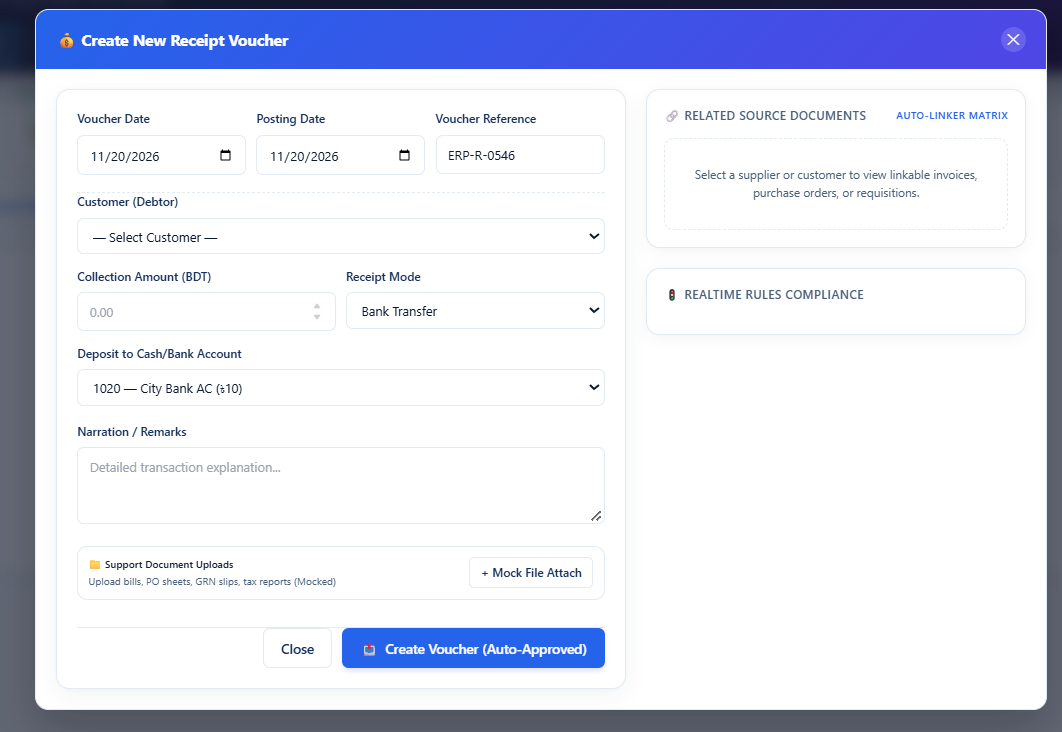 Create New Receipt Voucher
Voucher Date
Posting Date
Voucher Reference
11/20/2026
11/20/2026
ERP-R-0546
Customer (Debtor)
— Select Customer —
Collection Amount (BDT)
Receipt Mode
0.00
Bank Transfer
Deposit to Cash/Bank Account
1020 — City Bank AC (৳10)
Narration / Remarks
Detailed transaction explanation...
Support Document Uploads
Upload bills, PO sheets, GRN slips, tax reports (Mocked)
+ Mock File Attach
Close
Create Voucher (Auto-Approved)
RELATED SOURCE DOCUMENTS
AUTO-LINKER MATRIX
Select a supplier or customer to view linkable invoices,
purchase orders, or requisitions.
REALTIME RULES COMPLIANCE